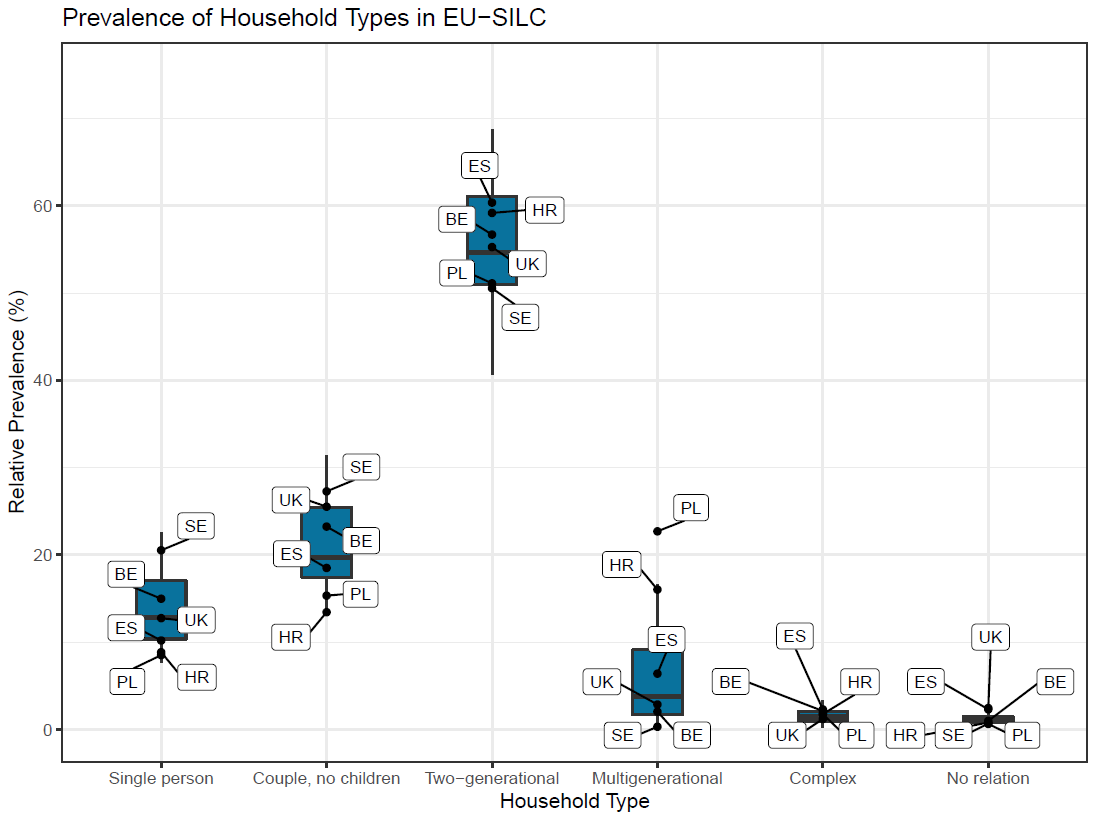 Prevalence of Household Types in EU−SILC
Relative Prevalence (%)
60
40
20
0
SE
BE
UK
ES
PL
HR
SE
UK
BE
ES
PL
HR
ES
HR
BE
UK
PL
SE
PL
HR
ES
UK
SE
BE
ES
BE
HR
UK
PL
UK
ES
BE
HR
SE
PL
Single person
Couple, no children
Two−generational
Multigenerational
Complex
No relation
Household Type